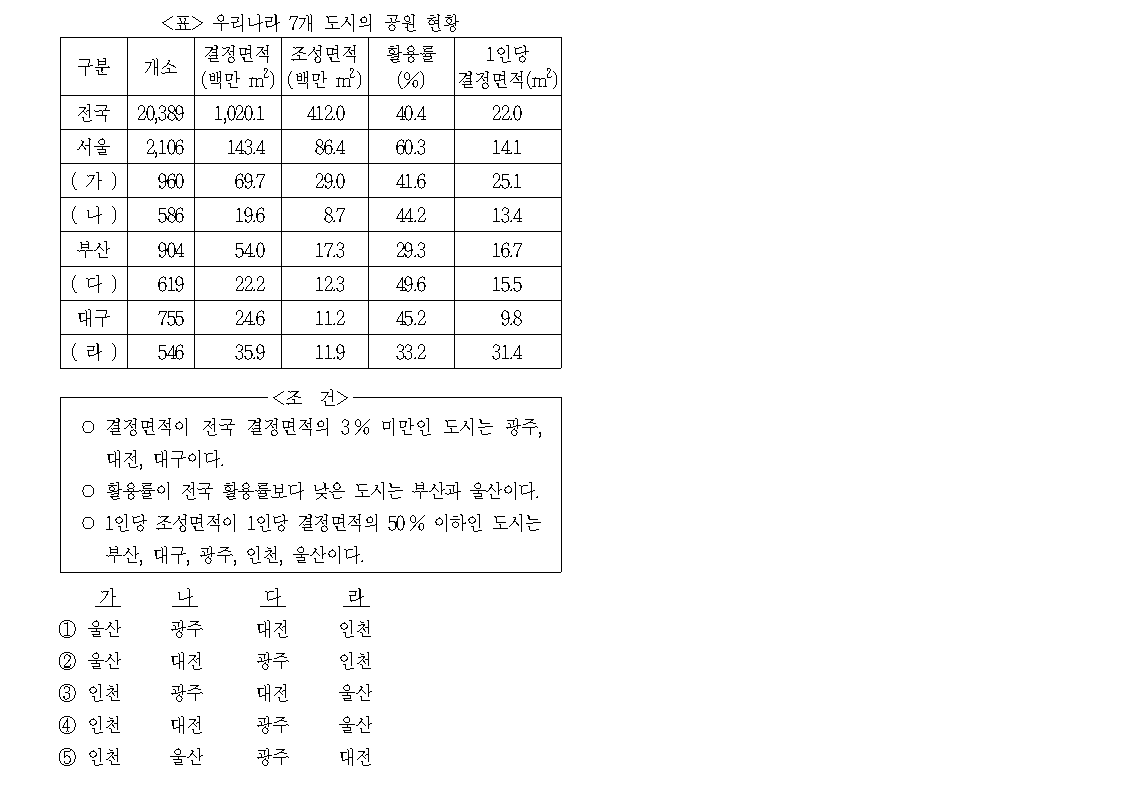 <표> 우리나라 7개 도시의 공원 현황
구분 개소 결정면적 (백만 m²) 조성면적 (백만 m²) 활용률 (%) 1인당 결정면적(m²)
전국 20,389 1,020.1 412.0 40.4 22.0
서울 2,106 143.4 86.4 60.3 14.1
( 가 ) 960 69.7 29.0 41.6 25.1
( 나 ) 586 19.6 8.7 44.2 13.4
부산 904 54.0 17.3 29.3 16.7
( 다 ) 619 22.2 12.3 49.6 15.5
대구 755 24.6 11.2 45.2 9.8
( 라 ) 546 35.9 11.9 33.2 31.4
<조 건>
○ 결정면적이 전국 결정면적의 3% 미만인 도시는 광주,
대전, 대구이다.
○ 활용률이 전국 활용률보다 낮은 도시는 부산과 울산이다.
○ 1인당 조성면적이 1인당 결정면적의 50% 이하인 도시는
부산, 대구, 광주, 인천, 울산이다.
가 나 다 라
① 울산 광주 대전 인천
② 울산 대전 광주 인천
③ 인천 광주 대전 울산
④ 인천 대전 광주 울산
⑤ 인천 울산 광주 대전